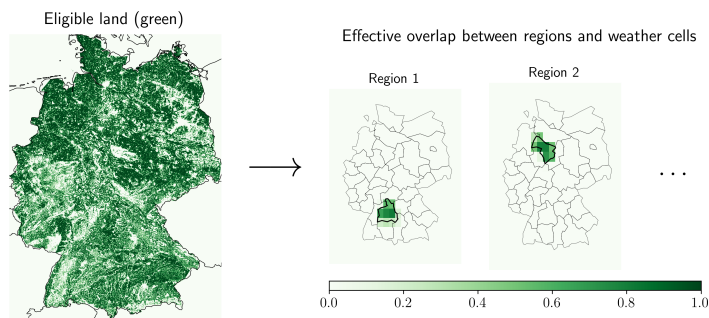 Eligible land (green)
Effective overlap between regions and weather cells
Region 1
Region 2
...
0.0 0.2 0.4 0.6 0.8 1.0